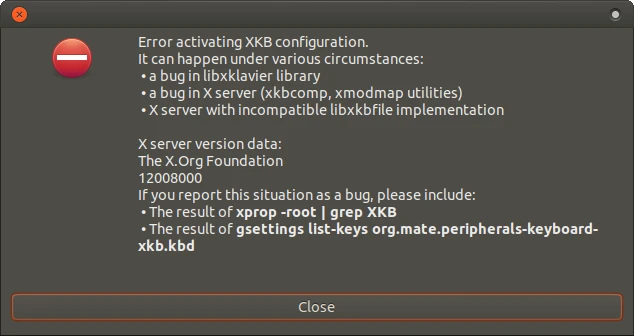 Error activating XKB configuration.
It can happen under various circumstances:
• a bug in libxklavier library
• a bug in X server (xkbcomp, xmodmap utilities)
• X server with incompatible libxkbfile implementation
X server version data:
The X.Org Foundation
12008000
If you report this situation as a bug, please include:
• The result of xprop -root | grep XKB
• The result of gsettings list-keys org.mate.peripherals-keyboard-
xkb.kbd
Close